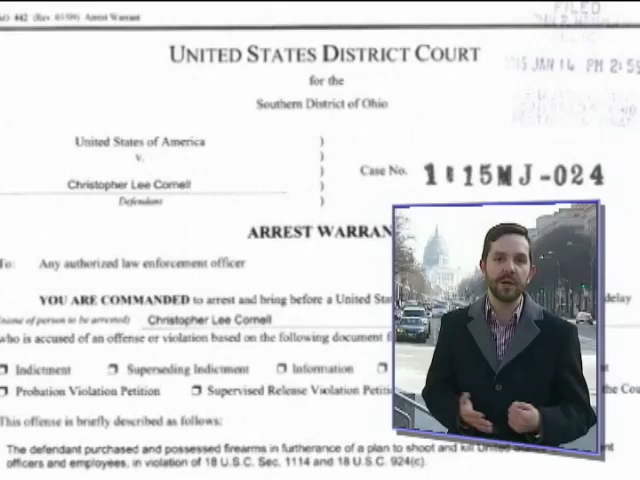 AO 442 (Rev. 01/09) Arrest Warrant
FILED
UNITED STATES DISTRICT COURT
for the
Southern District of Ohio
15 JAN 14 PM 2:59
United States of America
v.
Christopher Lee Cornell
Defendant
)
)
)
)
)
Case No. 1:15MJ-024
ARREST WARRAN
To: Any authorized law enforcement officer
YOU ARE COMMANDED to arrest and bring before a United Sta delay
(name of person to be arrested) Christopher Lee Cornell
who is accused of an offense or violation based on the following document f
Indictment Superseding Indictment Information
Probation Violation Petition Supervised Release Violation Petiti the Cou
This offense is briefly described as follows:
The defendant purchased and possessed firearms in furtherance of a plan to shoot and kill United
officers and employees, in violation of 18 U.S.C. Sec. 1114 and 18 U.S.C. 924(c).